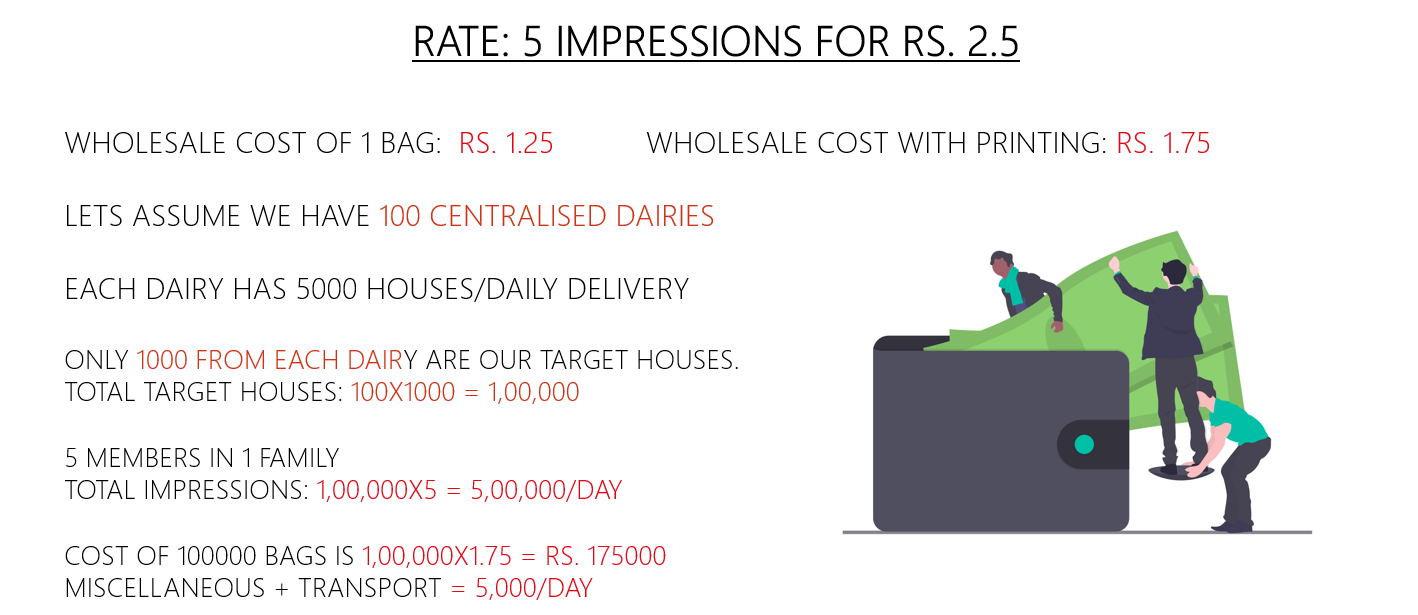 RATE: 5 IMPRESSIONS FOR RS. 2.5
WHOLESALE COST OF 1 BAG: RS. 1.25
WHOLESALE COST WITH PRINTING: RS. 1.75
LETS ASSUME WE HAVE 100 CENTRALISED DAIRIES
EACH DAIRY HAS 5000 HOUSES/DAILY DELIVERY
ONLY 1000 FROM EACH DAIRY ARE OUR TARGET HOUSES.
TOTAL TARGET HOUSES: 100X1000 = 1,00,000
5 MEMBERS IN 1 FAMILY
TOTAL IMPRESSIONS: 1,00,000X5 = 5,00,000/DAY
COST OF 100000 BAGS IS 1,00,000X1.75 = RS. 175000
MISCELLANEOUS + TRANSPORT = 5,000/DAY